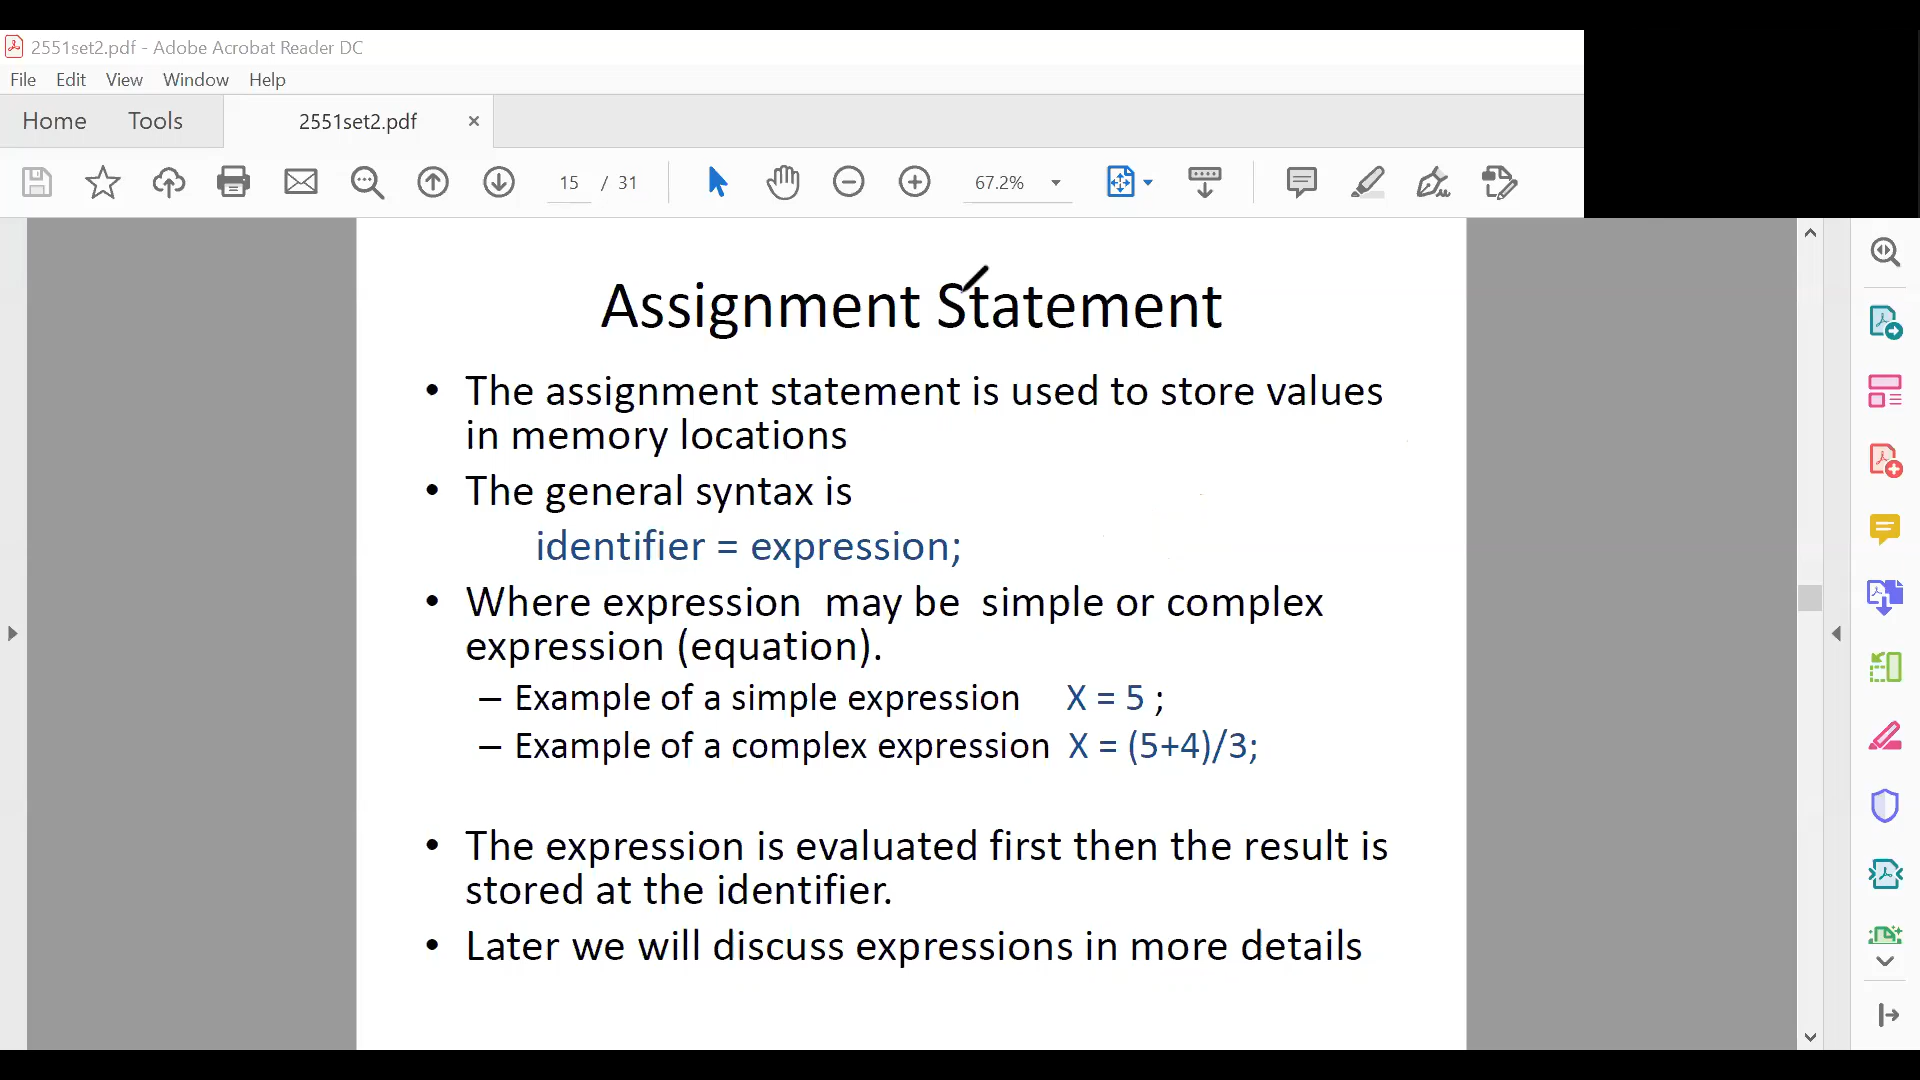 2551set2.pdf - Adobe Acrobat Reader DC
File Edit View Window Help
Home Tools 2551set2.pdf ×
15 / 31 67.2%
Assignment Statement
• The assignment statement is used to store values
in memory locations
• The general syntax is
identifier = expression;
• Where expression may be simple or complex
expression (equation).
– Example of a simple expression X = 5 ;
– Example of a complex expression X = (5+4)/3;
• The expression is evaluated first then the result is
stored at the identifier.
• Later we will discuss expressions in more details